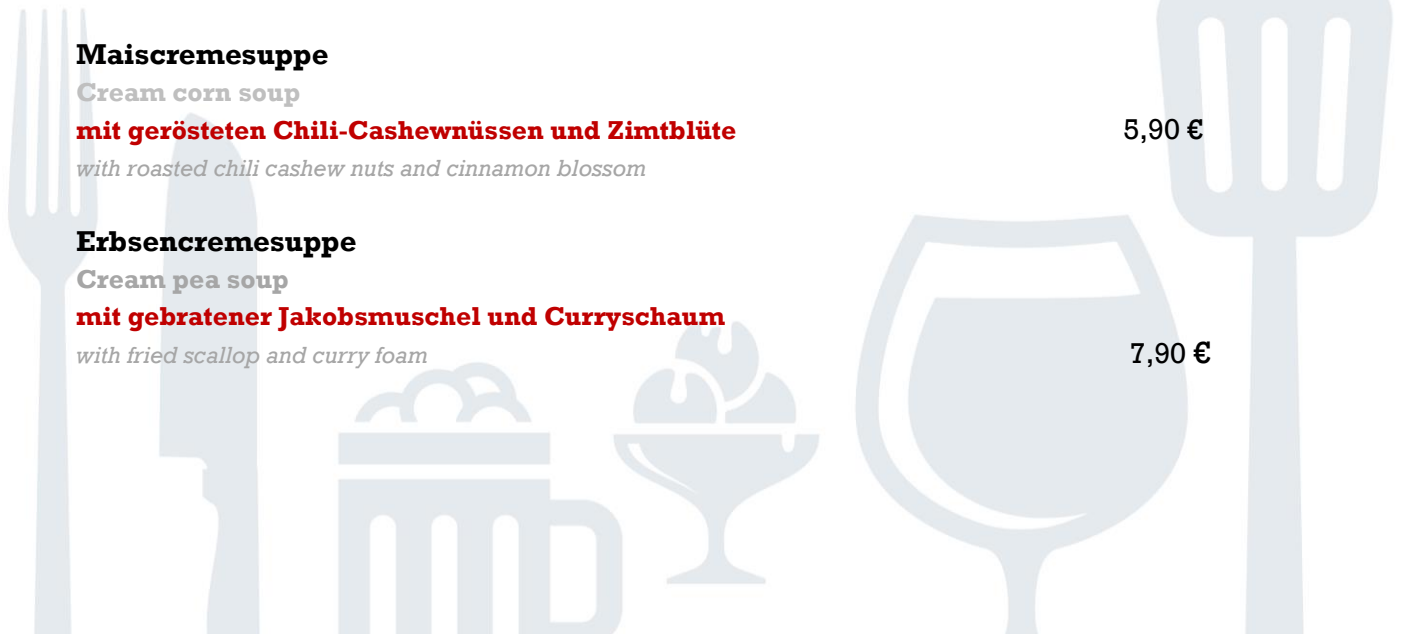 Maiscremesuppe
Cream corn soup
mit gerösteten Chili-Cashewnüssen und Zimtblüte 5,90 €
with roasted chili cashew nuts and cinnamon blossom
Erbsencremesuppe
Cream pea soup
mit gebratener Jakobsmuschel und Curryschaum
with fried scallop and curry foam 7,90 €